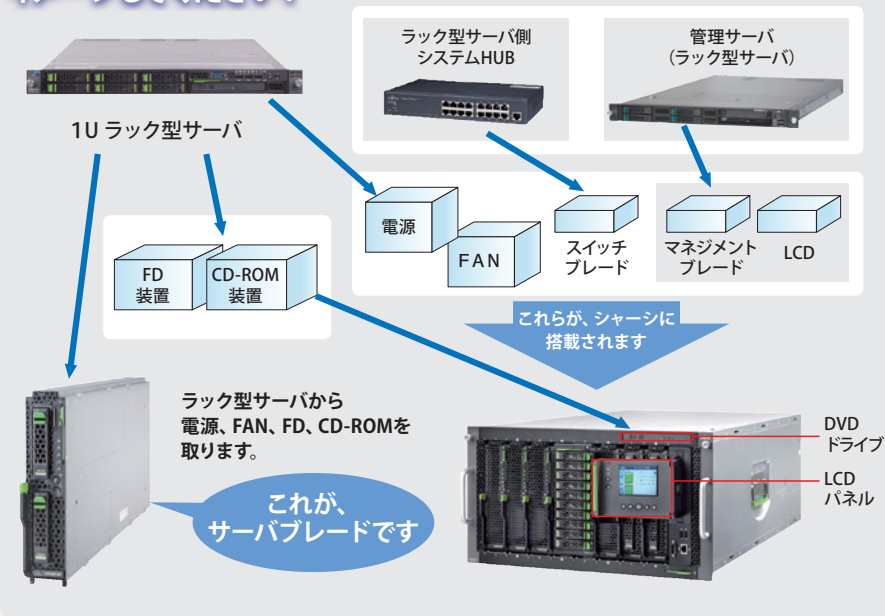 ラック型サーバ側
システムHUB
管理サーバ
（ラック型サーバ）
1U ラック型サーバ
電源
FAN
スイッチ
ブレード
マネジメント
ブレード
LCD
FD
装置
CD-ROM
装置
これらが、シャーシに
搭載されます
ラック型サーバから
電源、FAN、FD、CD-ROMを
取ります。
これが、
サーバブレードです
DVD
ドライブ
LCD
パネル